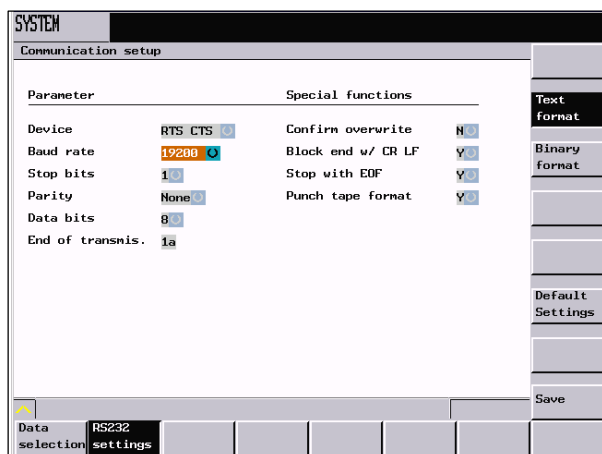 SYSTEM
Communication setup
Parameter Special functions
Device RTS CTS Confirm overwrite N
Baud rate 19200 Block end w/ CR LF Y
Stop bits 1 Stop with EOF Y
Parity None Punch tape format Y
Data bits 8
End of transmis. 1a
Text
format
Binary
format
Default
Settings
Save
Data RS232
selection settings